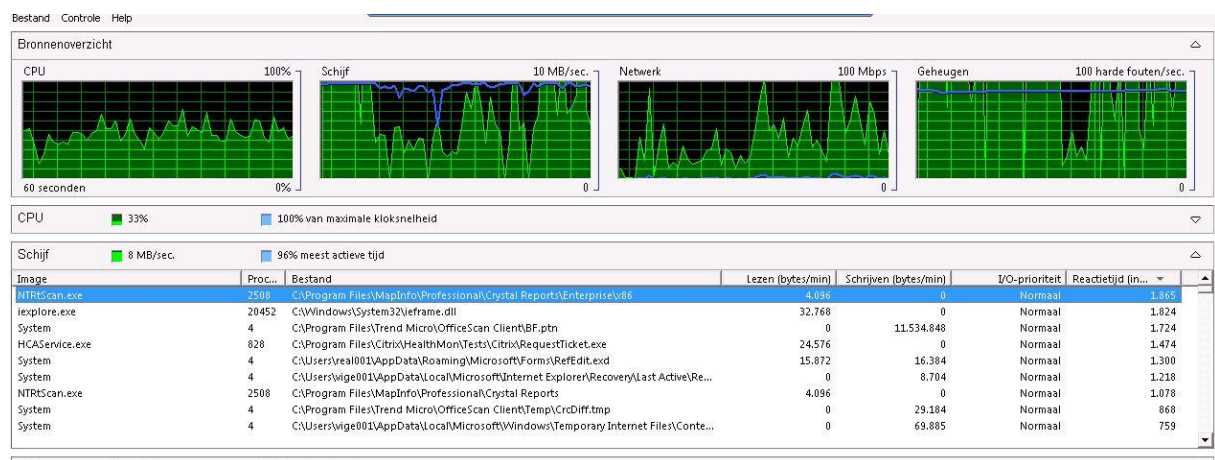 Bestand Controle Help
Bronnenoverzicht
CPU 100%
60 seconden 0%
Schijf 10 MB/sec.
0
Netwerk 100 Mbps
0
Geheugen 100 harde fouten/sec.
0
CPU 33% 100% van maximale kloksnelheid
Schijf 8 MB/sec. 96% meest actieve tijd
Image Proc... Bestand Lezen (bytes/min) Schrijven (bytes/min) I/O-prioriteit Reactietijd (in...
NTRtScan.exe 2508 C:\Program Files\MapInfo\Professional\Crystal Reports\Enterprise\x86 4.096 0 Normaal 1.865
iexplore.exe 20452 C:\Windows\System32\ieframe.dll 32.768 0 Normaal 1.824
System 4 C:\Program Files\Trend Micro\OfficeScan Client\BF.ptn 0 11.534.848 Normaal 1.724
HCAService.exe 828 C:\Program Files\Citrix\HealthMon\Tests\Citrix\RequestTicket.exe 24.576 0 Normaal 1.474
System 4 C:\Users\real001\AppData\Roaming\Microsoft\Forms\RefEdit.exd 15.872 16.384 Normaal 1.300
System 4 C:\Users\vige001\AppData\Local\Microsoft\Internet Explorer\Recovery\Last Active\Re... 0 8.704 Normaal 1.218
NTRtScan.exe 2508 C:\Program Files\MapInfo\Professional\Crystal Reports 4.096 0 Normaal 1.078
System 4 C:\Program Files\Trend Micro\OfficeScan Client\Temp\CrcDiff.tmp 0 29.184 Normaal 868
System 4 C:\Users\vige001\AppData\Local\Microsoft\Windows\Temporary Internet Files\Conte... 0 69.885 Normaal 759